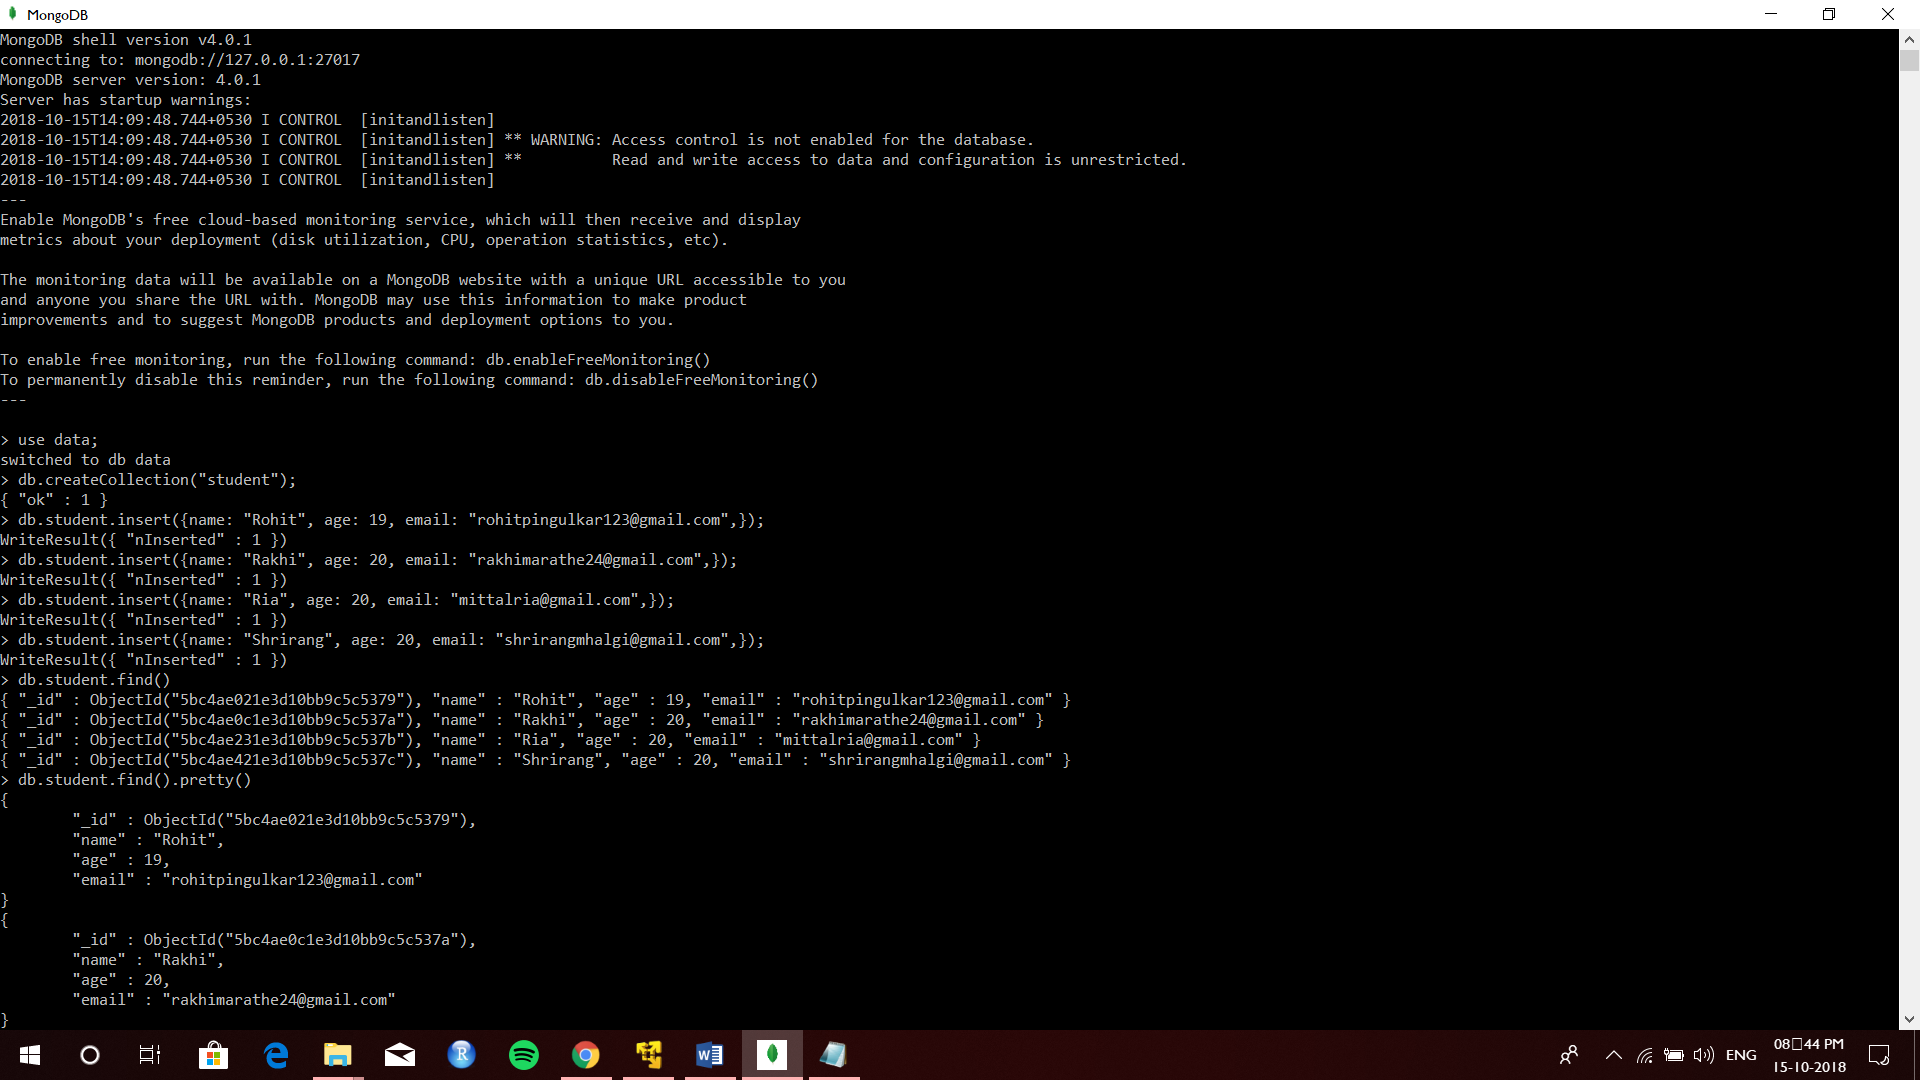 MongoDB
MongoDB shell version v4.0.1
connecting to: mongodb://127.0.0.1:27017
MongoDB server version: 4.0.1
Server has startup warnings:
2018-10-15T14:09:48.744+0530 I CONTROL  [initandlisten]
2018-10-15T14:09:48.744+0530 I CONTROL  [initandlisten] ** WARNING: Access control is not enabled for the database.
2018-10-15T14:09:48.744+0530 I CONTROL  [initandlisten] **          Read and write access to data and configuration is unrestricted.
2018-10-15T14:09:48.744+0530 I CONTROL  [initandlisten]
---
Enable MongoDB's free cloud-based monitoring service, which will then receive and display
metrics about your deployment (disk utilization, CPU, operation statistics, etc).

The monitoring data will be available on a MongoDB website with a unique URL accessible to you
and anyone you share the URL with. MongoDB may use this information to make product
improvements and to suggest MongoDB products and deployment options to you.

To enable free monitoring, run the following command: db.enableFreeMonitoring()
To permanently disable this reminder, run the following command: db.disableFreeMonitoring()
---

> use data;
switched to db data
> db.createCollection("student");
{ "ok" : 1 }
> db.student.insert({name: "Rohit", age: 19, email: "rohitpingulkar123@gmail.com",});
WriteResult({ "nInserted" : 1 })
> db.student.insert({name: "Rakhi", age: 20, email: "rakhimarathe24@gmail.com",});
WriteResult({ "nInserted" : 1 })
> db.student.insert({name: "Ria", age: 20, email: "mittalria@gmail.com",});
WriteResult({ "nInserted" : 1 })
> db.student.insert({name: "Shrirang", age: 20, email: "shrirangmhalgi@gmail.com",});
WriteResult({ "nInserted" : 1 })
> db.student.find()
{ "_id" : ObjectId("5bc4ae021e3d10bb9c5c5379"), "name" : "Rohit", "age" : 19, "email" : "rohitpingulkar123@gmail.com" }
{ "_id" : ObjectId("5bc4ae0c1e3d10bb9c5c537a"), "name" : "Rakhi", "age" : 20, "email" : "rakhimarathe24@gmail.com" }
{ "_id" : ObjectId("5bc4ae231e3d10bb9c5c537b"), "name" : "Ria", "age" : 20, "email" : "mittalria@gmail.com" }
{ "_id" : ObjectId("5bc4ae421e3d10bb9c5c537c"), "name" : "Shrirang", "age" : 20, "email" : "shrirangmhalgi@gmail.com" }
> db.student.find().pretty()
{
        "_id" : ObjectId("5bc4ae021e3d10bb9c5c5379"),
        "name" : "Rohit",
        "age" : 19,
        "email" : "rohitpingulkar123@gmail.com"
}
{
        "_id" : ObjectId("5bc4ae0c1e3d10bb9c5c537a"),
        "name" : "Rakhi",
        "age" : 20,
        "email" : "rakhimarathe24@gmail.com"
}
ENG
08□44 PM
15-10-2018